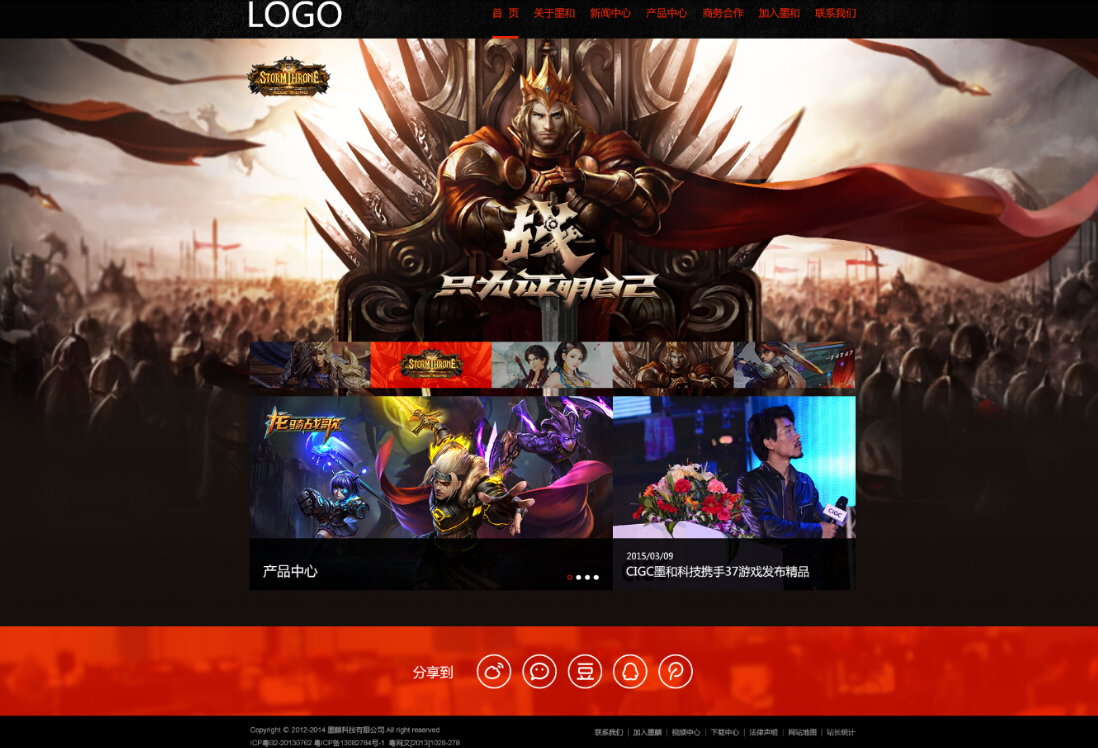 LOGO
首 页 关于墨和 新闻中心 产品中心 商务合作 加入墨和 联系我们
STORMTHRONE
战
只为证明自己
STORMTHRONE
龙骑战歌
CIGC
产品中心
2015/03/09
CIGC墨和科技携手37游戏发布精品
分享到
豆
Copyright © 2012-2014 墨麟科技有限公司.All right reserved
联系我们 | 加入墨麟 | 视频中心 | 下载中心 | 法律声明 | 网站地图 | 站长统计
ICP粤B2-20130762 粤ICP备13082784号-1 粤网文[2013]1026-278